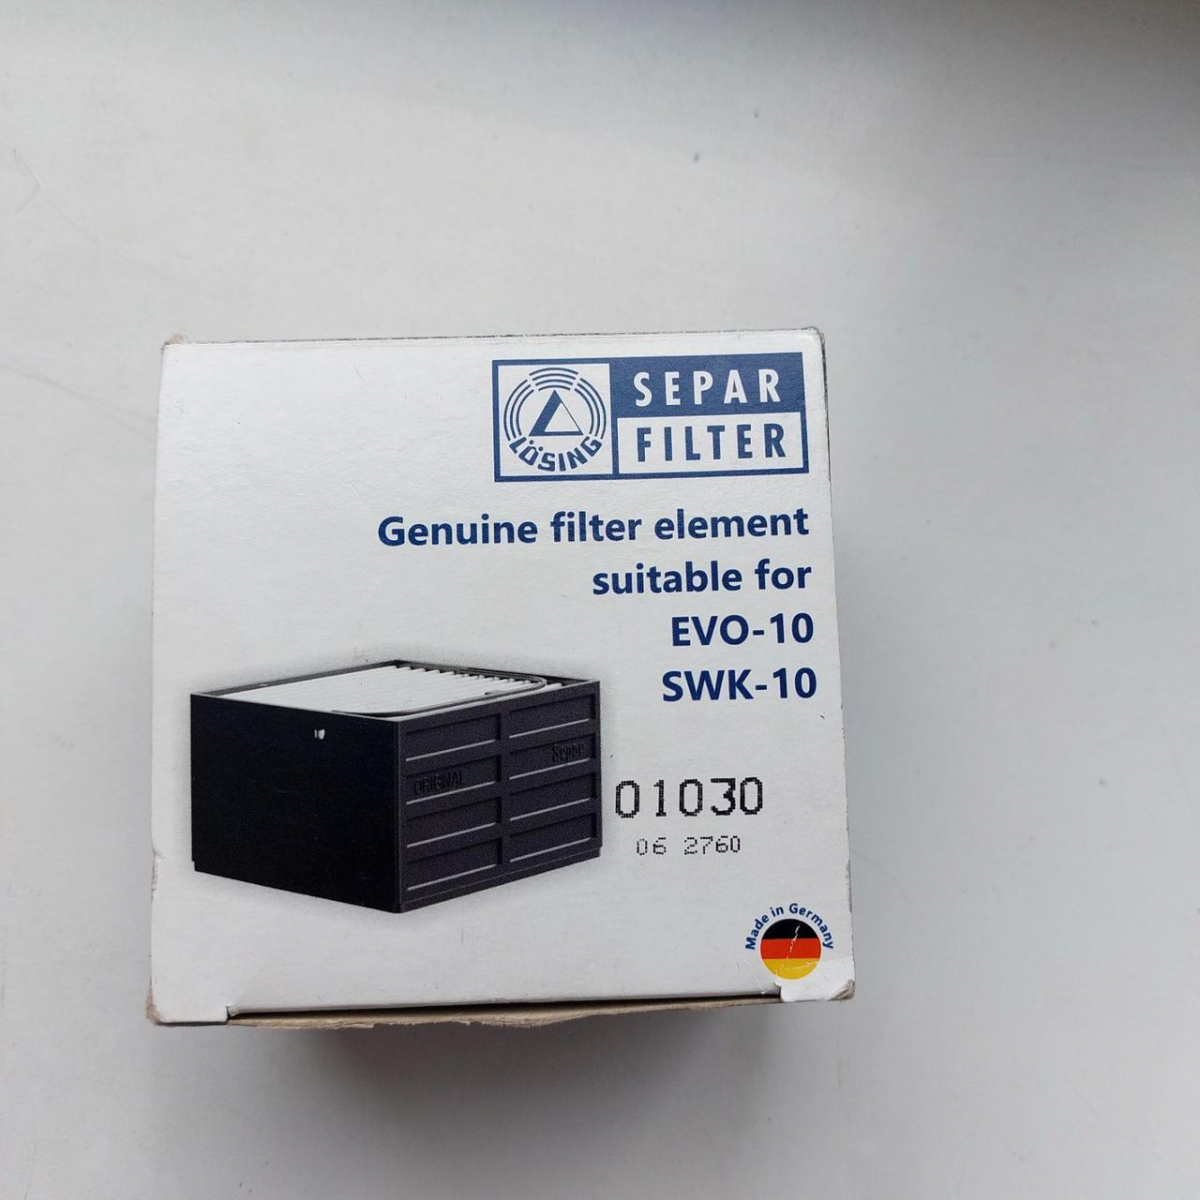 LÖSING
SEPAR
FILTER
Genuine filter element
suitable for
EVO-10
SWK-10
ORIGINAL
Separ
01030
06 2760
Made in Germany